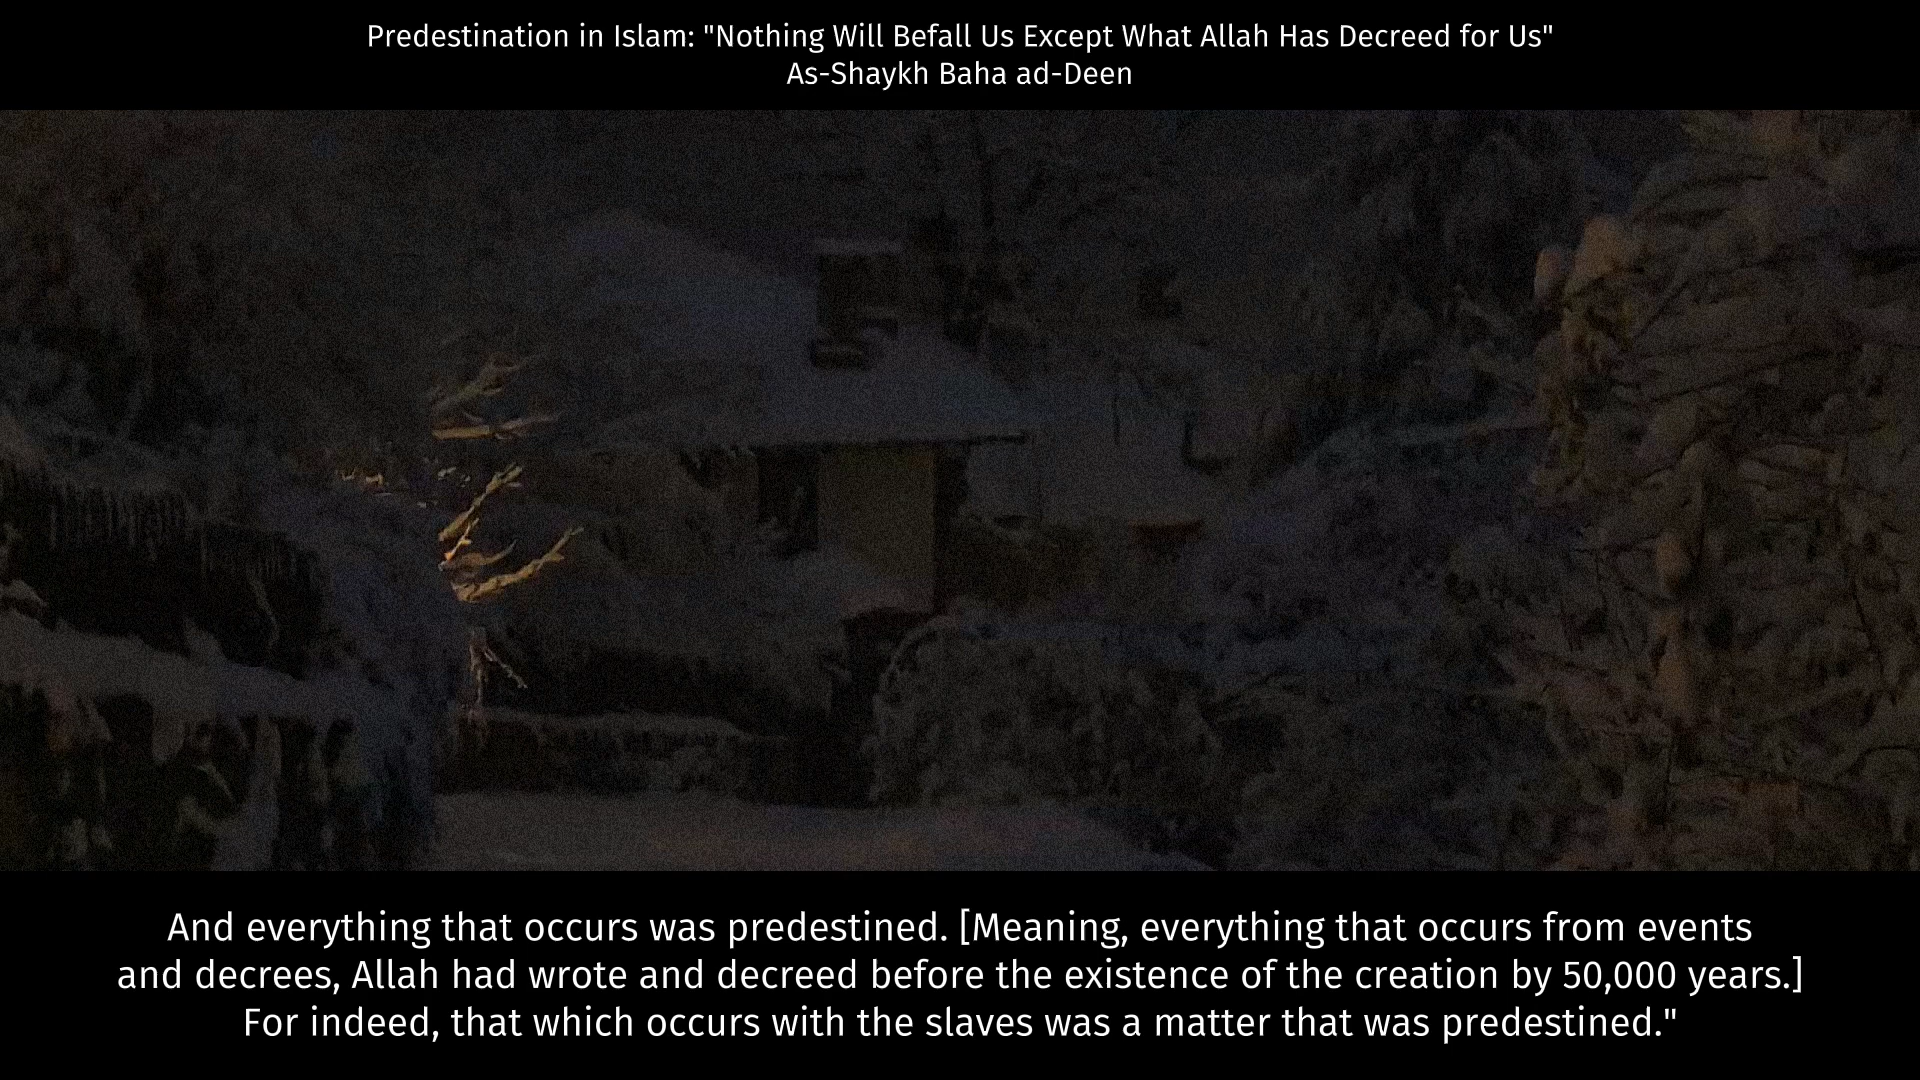 Predestination in Islam: "Nothing Will Befall Us Except What Allah Has Decreed for Us"
As-Shaykh Baha ad-Deen
And everything that occurs was predestined. [Meaning, everything that occurs from events
and decrees, Allah had wrote and decreed before the existence of the creation by 50,000 years.]
For indeed, that which occurs with the slaves was a matter that was predestined."